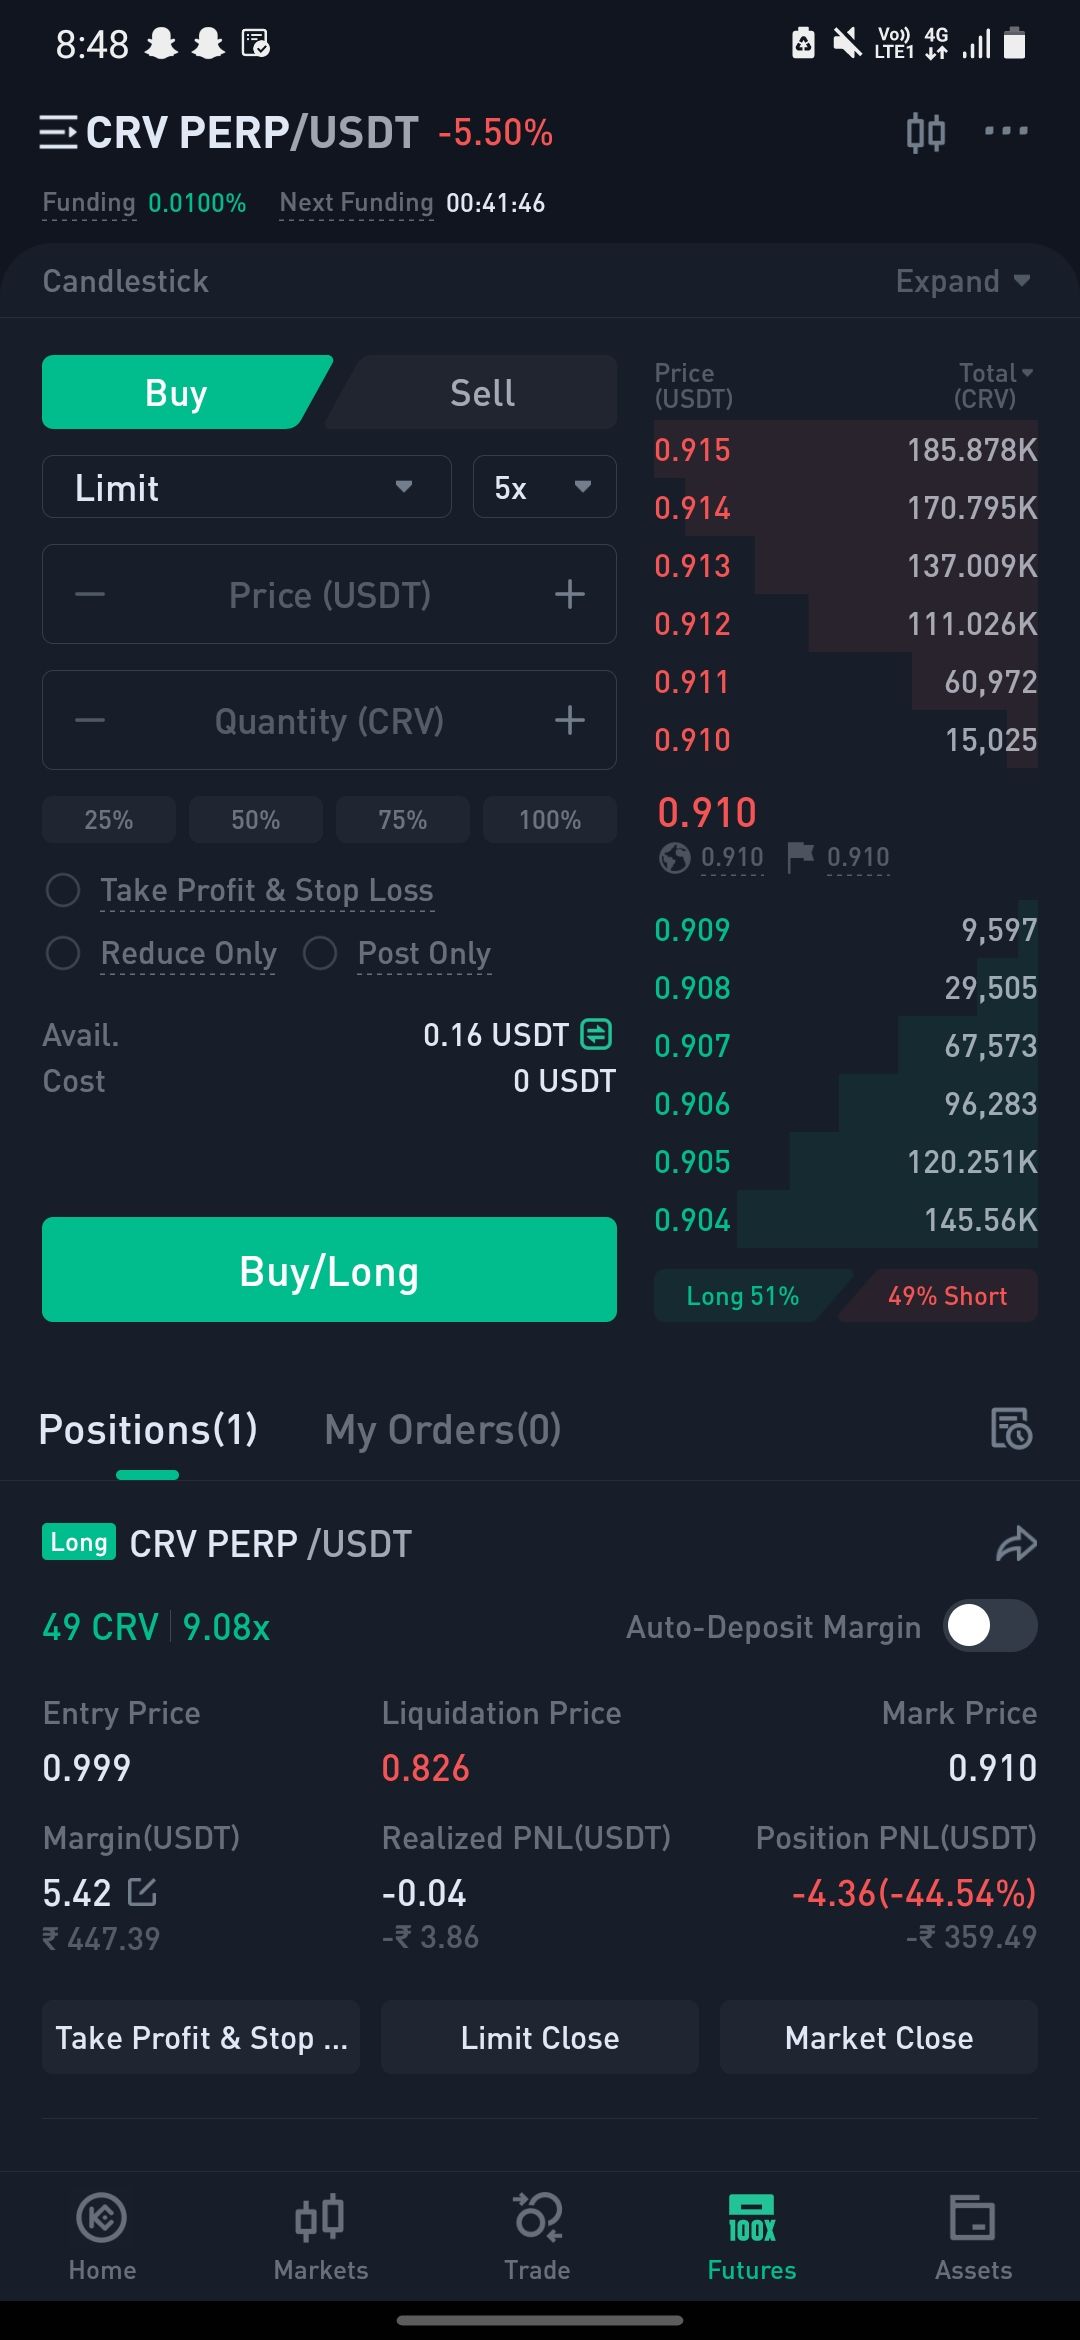 8:48 Vo)) LTE1 4G
CRV PERP/USDT -5.50%
Funding 0.0100% Next Funding 00:41:46
Candlestick Expand
Buy Sell
Limit 5x
Price (USDT)
Quantity (CRV)
25% 50% 75% 100%
Take Profit & Stop Loss
Reduce Only Post Only
Avail. 0.16 USDT
Cost 0 USDT
Buy/Long
Price (USDT) Total (CRV)
0.915 185.878K
0.914 170.795K
0.913 137.009K
0.912 111.026K
0.911 60,972
0.910 15,025
0.910
0.910 0.910
0.909 9,597
0.908 29,505
0.907 67,573
0.906 96,283
0.905 120.251K
0.904 145.56K
Long 51% 49% Short
Positions(1) My Orders(0)
Long CRV PERP /USDT
49 CRV 9.08x Auto-Deposit Margin
Entry Price Liquidation Price Mark Price
0.999 0.826 0.910
Margin(USDT) Realized PNL(USDT) Position PNL(USDT)
5.42 -0.04 -4.36(-44.54%)
₹ 447.39 -₹ 3.86 -₹ 359.49
Take Profit & Stop ... Limit Close Market Close
100X
Home Markets Trade Futures Assets